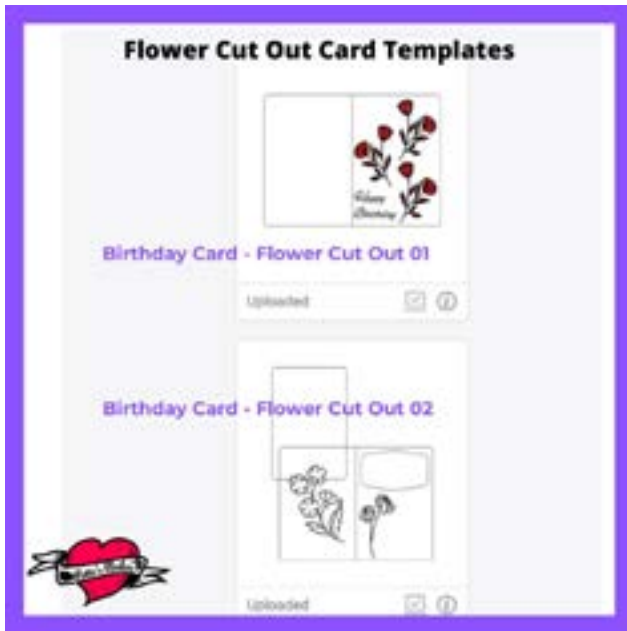 Flower Cut Out Card Templates
Happy
Birthday Card - Flower Cut Out 01
Uploaded
Birthday Card - Flower Cut Out 02
Uploaded